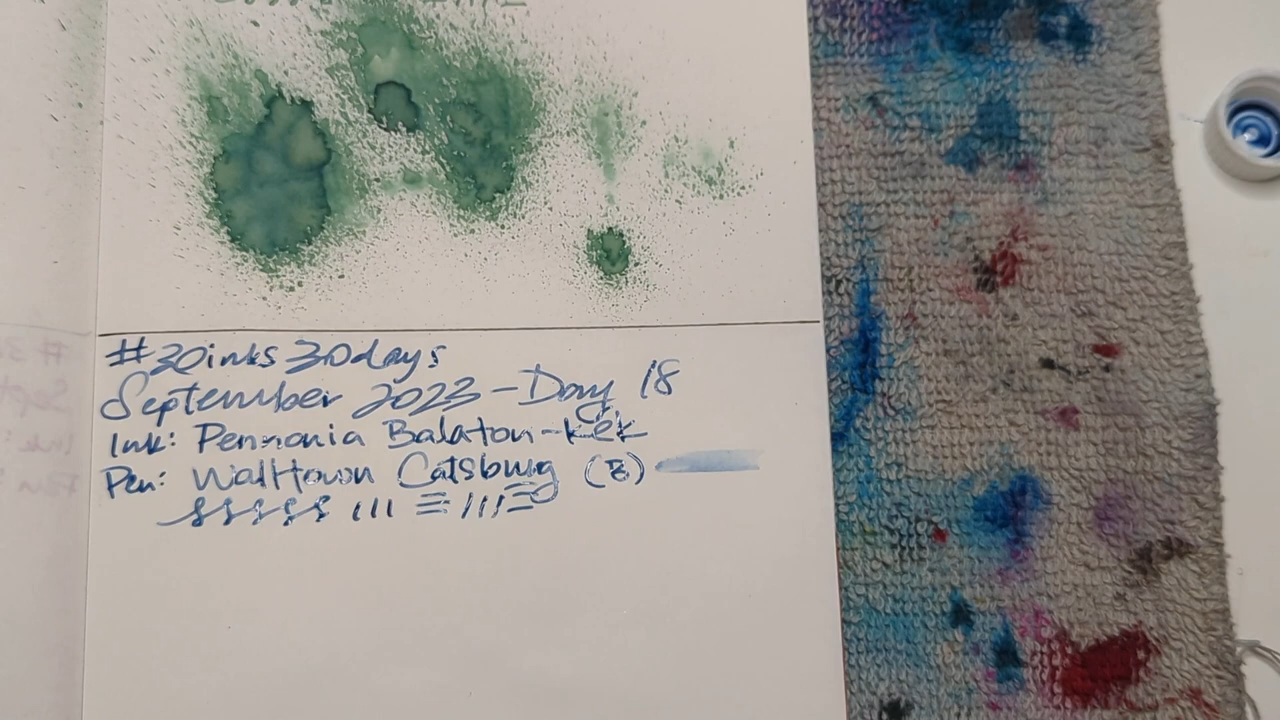 #30inks30days
September 2023 - Day 18
Ink: Pennonia Balaton-kék
Pen: Walltown Catsburg (B)